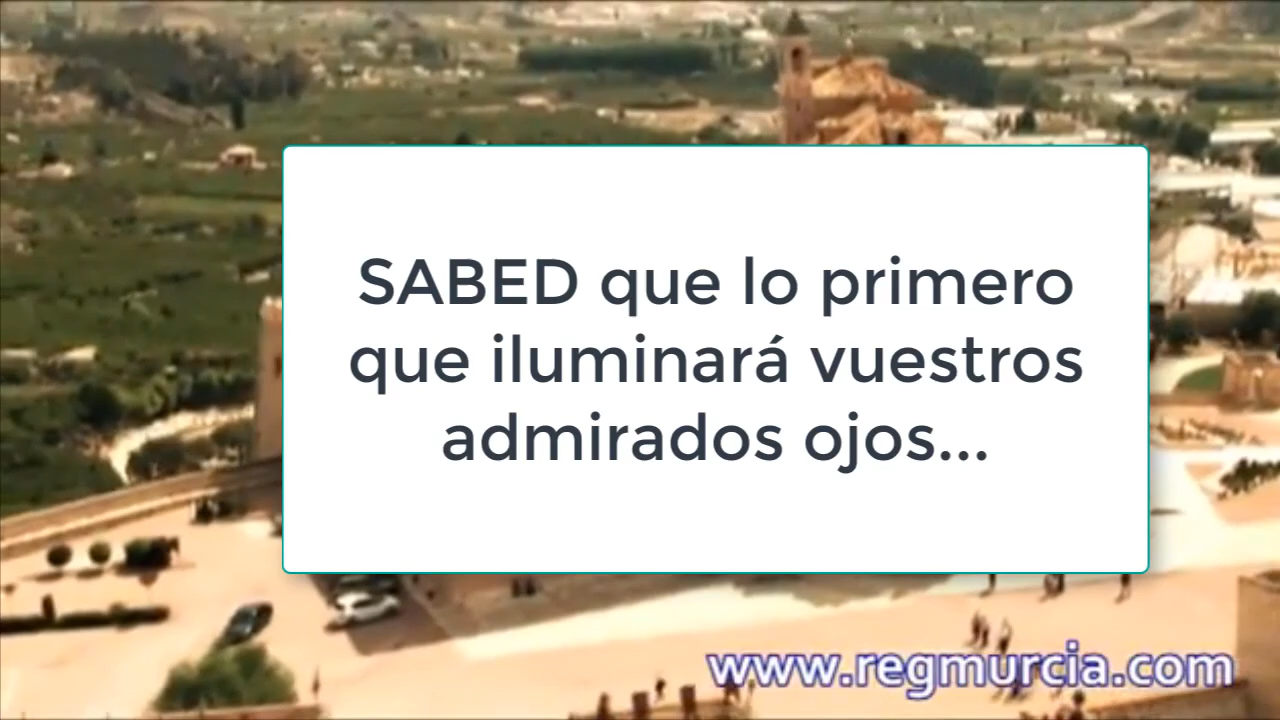 SABED que lo primero
que iluminará vuestros
admirados ojos...
www.regmurcia.com